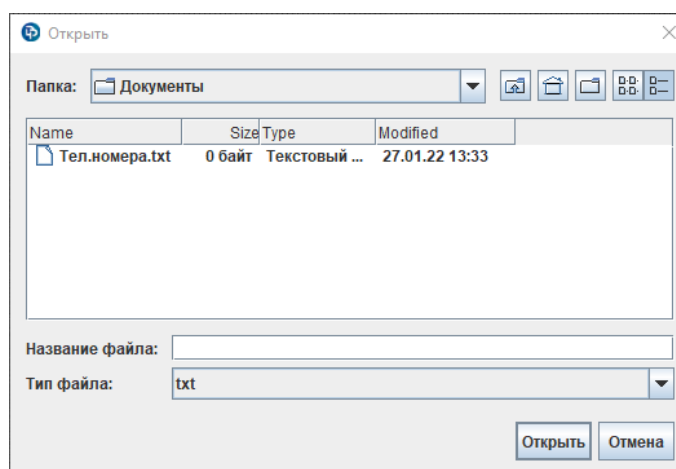 Открыть
Папка: Документы
Name Size Type Modified
Тел.номера.txt 0 байт Текстовый ... 27.01.22 13:33
Название файла:
Тип файла: txt
Открыть Отмена